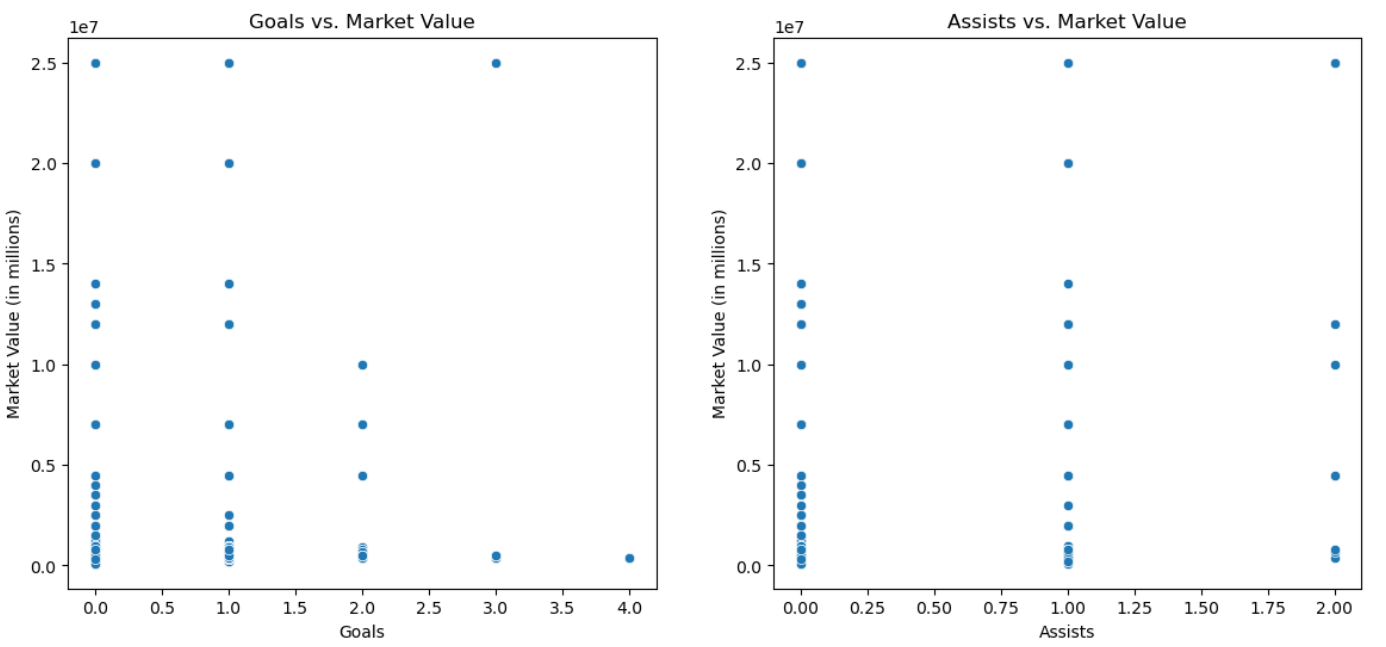 Goals vs. Market Value
1e7
2.5
2.0
1.5
1.0
0.5
0.0
Market Value (in millions)
0.0 0.5 1.0 1.5 2.0 2.5 3.0 3.5 4.0
Goals
Assists vs. Market Value
1e7
2.5
2.0
1.5
1.0
0.5
0.0
Market Value (in millions)
0.00 0.25 0.50 0.75 1.00 1.25 1.50 1.75 2.00
Assists